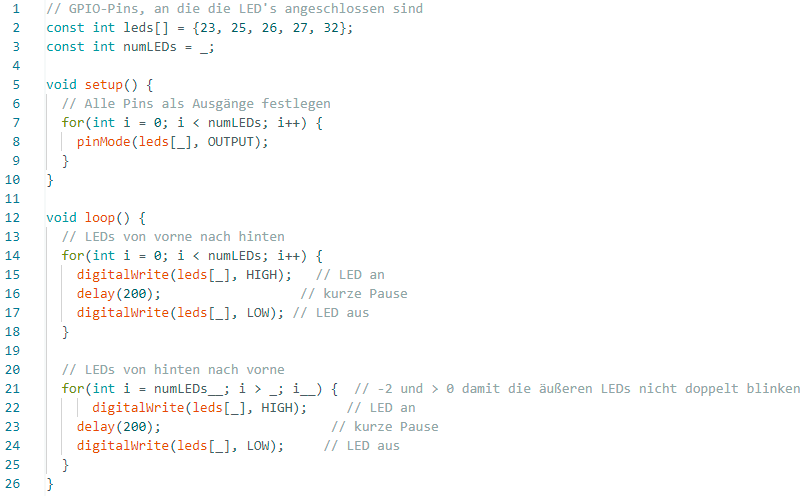 1 // GPIO-Pins, an die die LED's angeschlossen sind
2 const int leds[] = {23, 25, 26, 27, 32};
3 const int numLEDs = _;
4
5 void setup() {
6 // Alle Pins als Ausgänge festlegen
7 for(int i = 0; i < numLEDs; i++) {
8 pinMode(leds[_], OUTPUT);
9 }
10 }
11
12 void loop() {
13 // LEDs von vorne nach hinten
14 for(int i = 0; i < numLEDs; i++) {
15 digitalWrite(leds[_], HIGH); // LED an
16 delay(200); // kurze Pause
17 digitalWrite(leds[_], LOW); // LED aus
18 }
19
20 // LEDs von hinten nach vorne
21 for(int i = numLEDs__; i > _; i__) { // -2 und > 0 damit die äußeren LEDs nicht doppelt blinken
22 digitalWrite(leds[_], HIGH); // LED an
23 delay(200); // kurze Pause
24 digitalWrite(leds[_], LOW); // LED aus
25 }
26 }